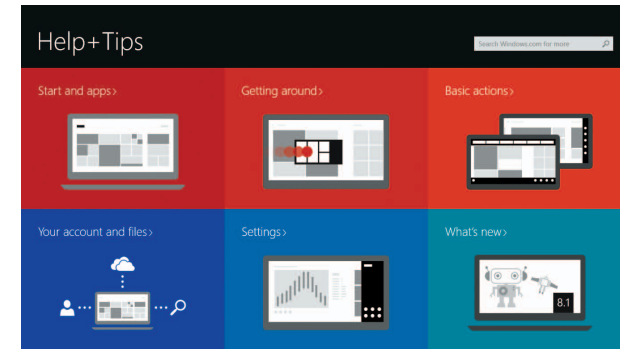 Help+Tips
Search Windows.com for more
Start and apps>
Getting around>
Basic actions>
Your account and files>
Settings>
What's new>
8.1